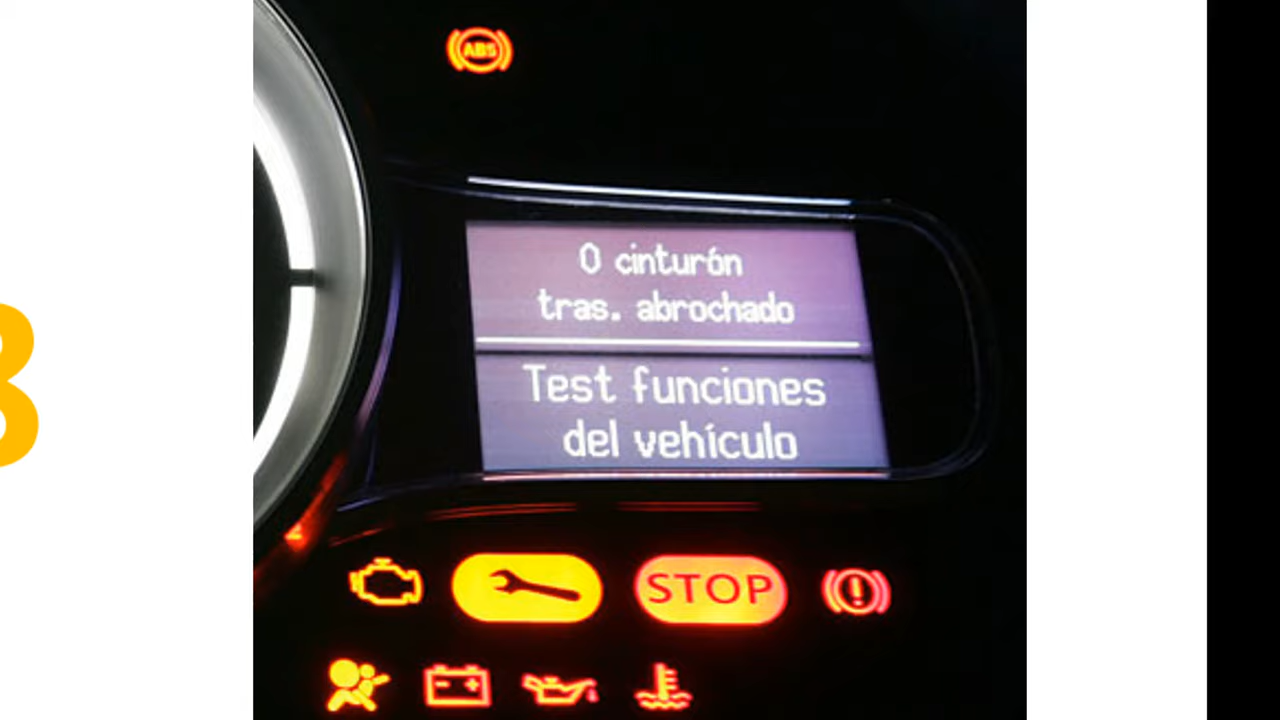 ABS
0 cinturón
tras. abrochado
Test funciones
del vehículo
STOP